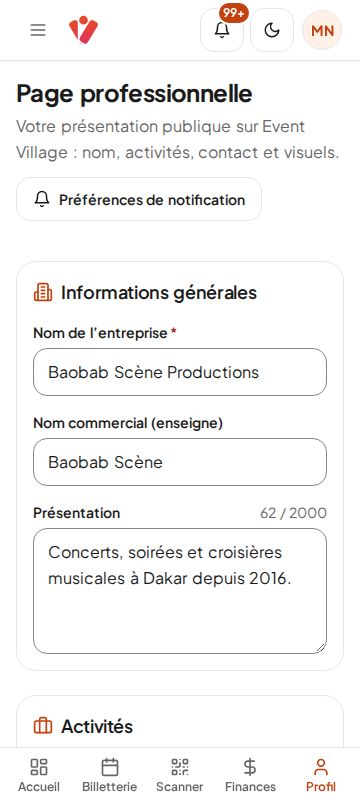 99+
MN
Page professionnelle
Votre présentation publique sur Event
Village : nom, activités, contact et visuels.
Préférences de notification
Informations générales
Nom de l'entreprise *
Baobab Scène Productions
Nom commercial (enseigne)
Baobab Scène
Présentation 62 / 2000
Concerts, soirées et croisières
musicales à Dakar depuis 2016.
Activités
Accueil Billetterie Scanner Finances Profil